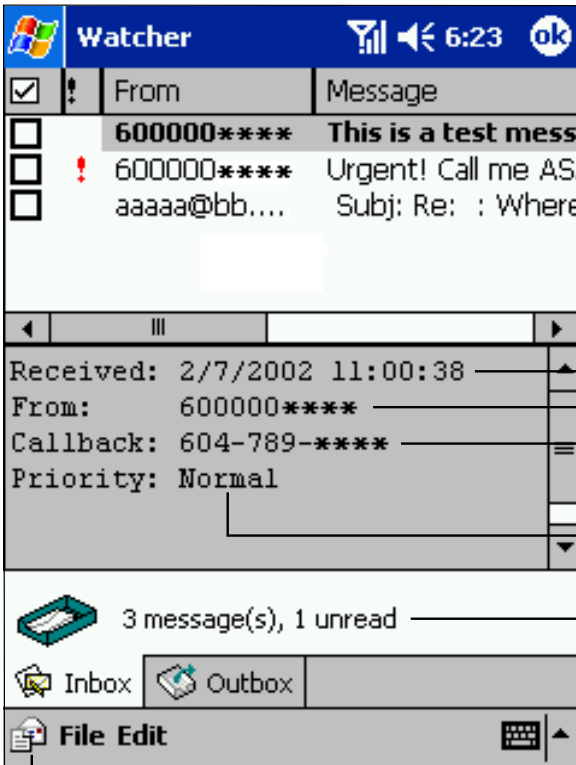 Watcher 6:23 ok
! From Message
600000**** This is a test mess
! 600000**** Urgent! Call me AS
aaaaa@bb.... Subj: Re: : Where
Received: 2/7/2002 11:00:38
From: 600000****
Callback: 604-789-****
Priority: Normal
3 message(s), 1 unread
Inbox Outbox
File Edit